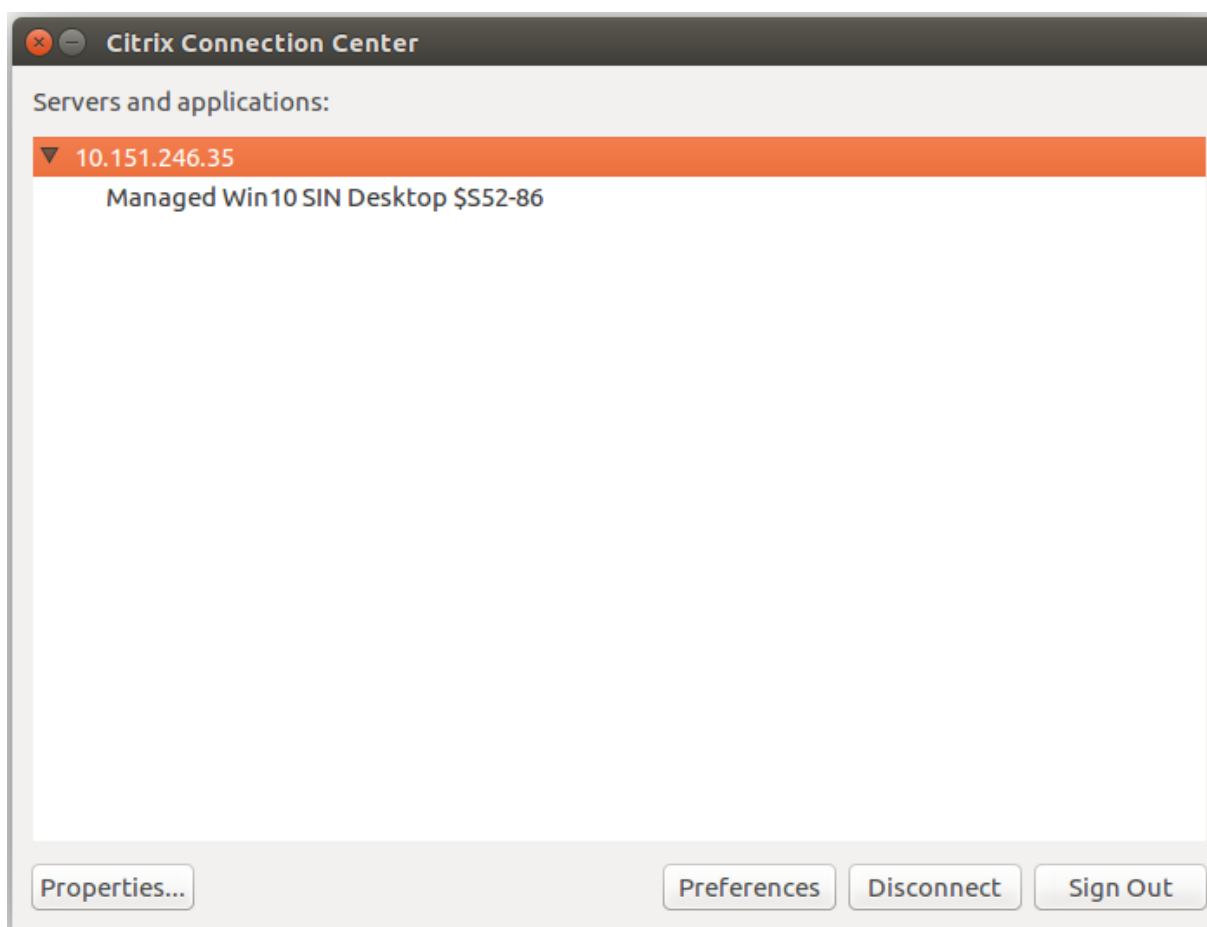 Citrix Connection Center
Servers and applications:
10.151.246.35
Managed Win10 SIN Desktop $S52-86
Properties... Preferences Disconnect Sign Out